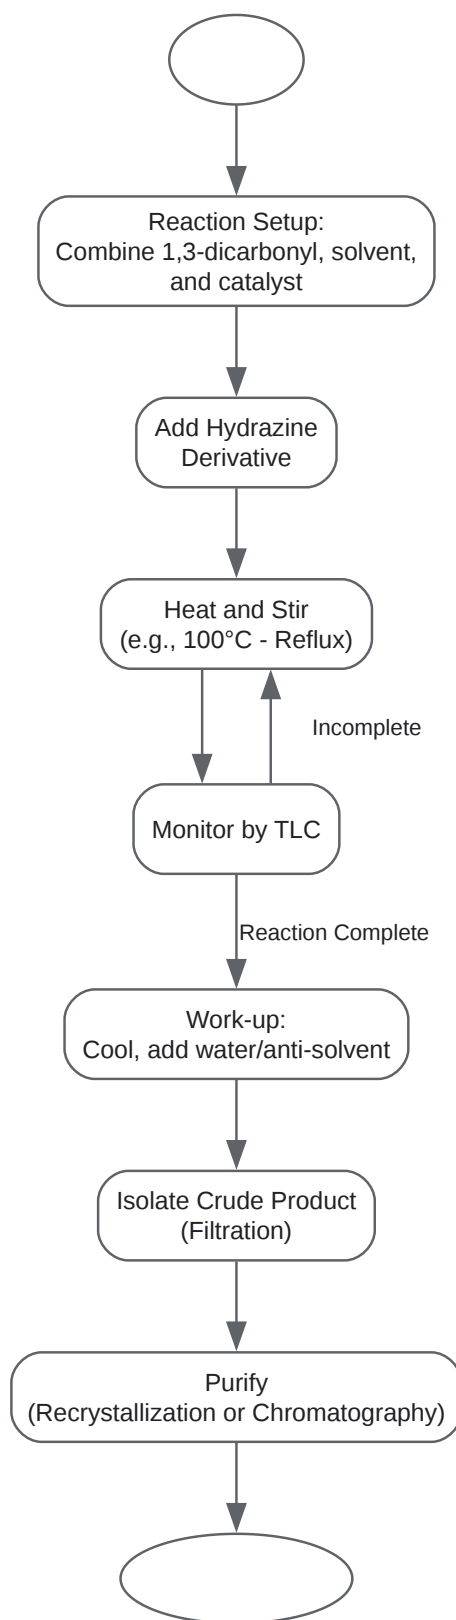 Reaction Setup:
Combine 1,3-dicarbonyl, solvent,
and catalyst
Add Hydrazine
Derivative
Heat and Stir
(e.g., 100°C - Reflux)
Incomplete
Monitor by TLC
Reaction Complete
Work-up:
Cool, add water/anti-solvent
Isolate Crude Product
(Filtration)
Purify
(Recrystallization or Chromatography)